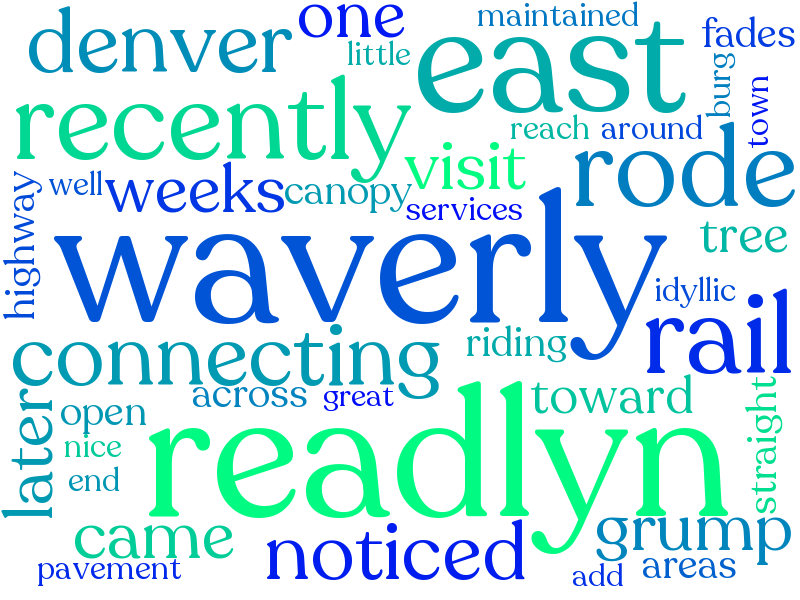 denver
one
maintained
little
east
fades
burg
town
recently
reach
around
visit
rode
well
weeks
canopy
services
highway
waverly
tree
idyllic
rail
connecting
riding
across
great
toward
later
open
nice
end
readlyn
straight
came
noticed
grump
pavement
add
areas